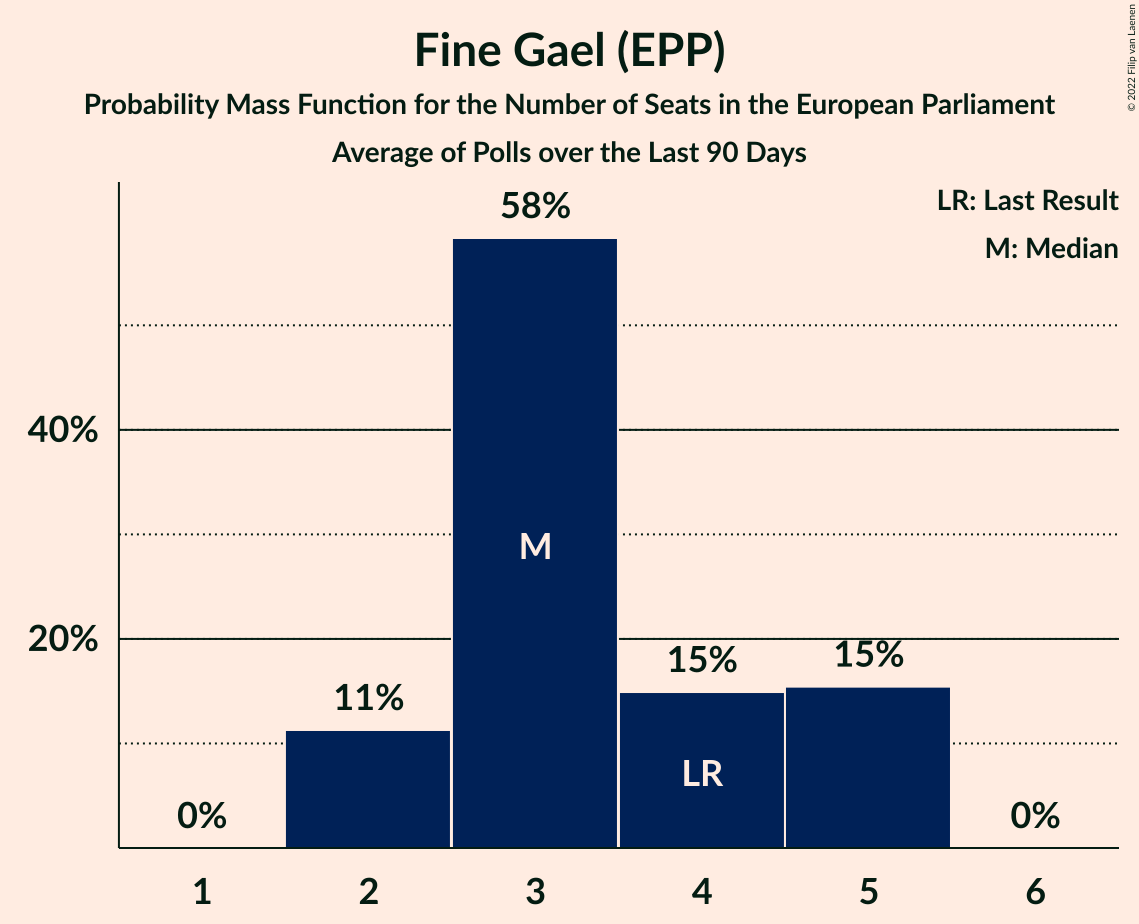 Fine Gael (EPP)
Probability Mass Function for the Number of Seats in the European Parliament
Average of Polls over the Last 90 Days
© 2022 Filip van Laenen
LR: Last Result
M: Median
58%
40%
M
20%
15%
15%
11%
LR
0%
0%
1
2
3
4
5
6